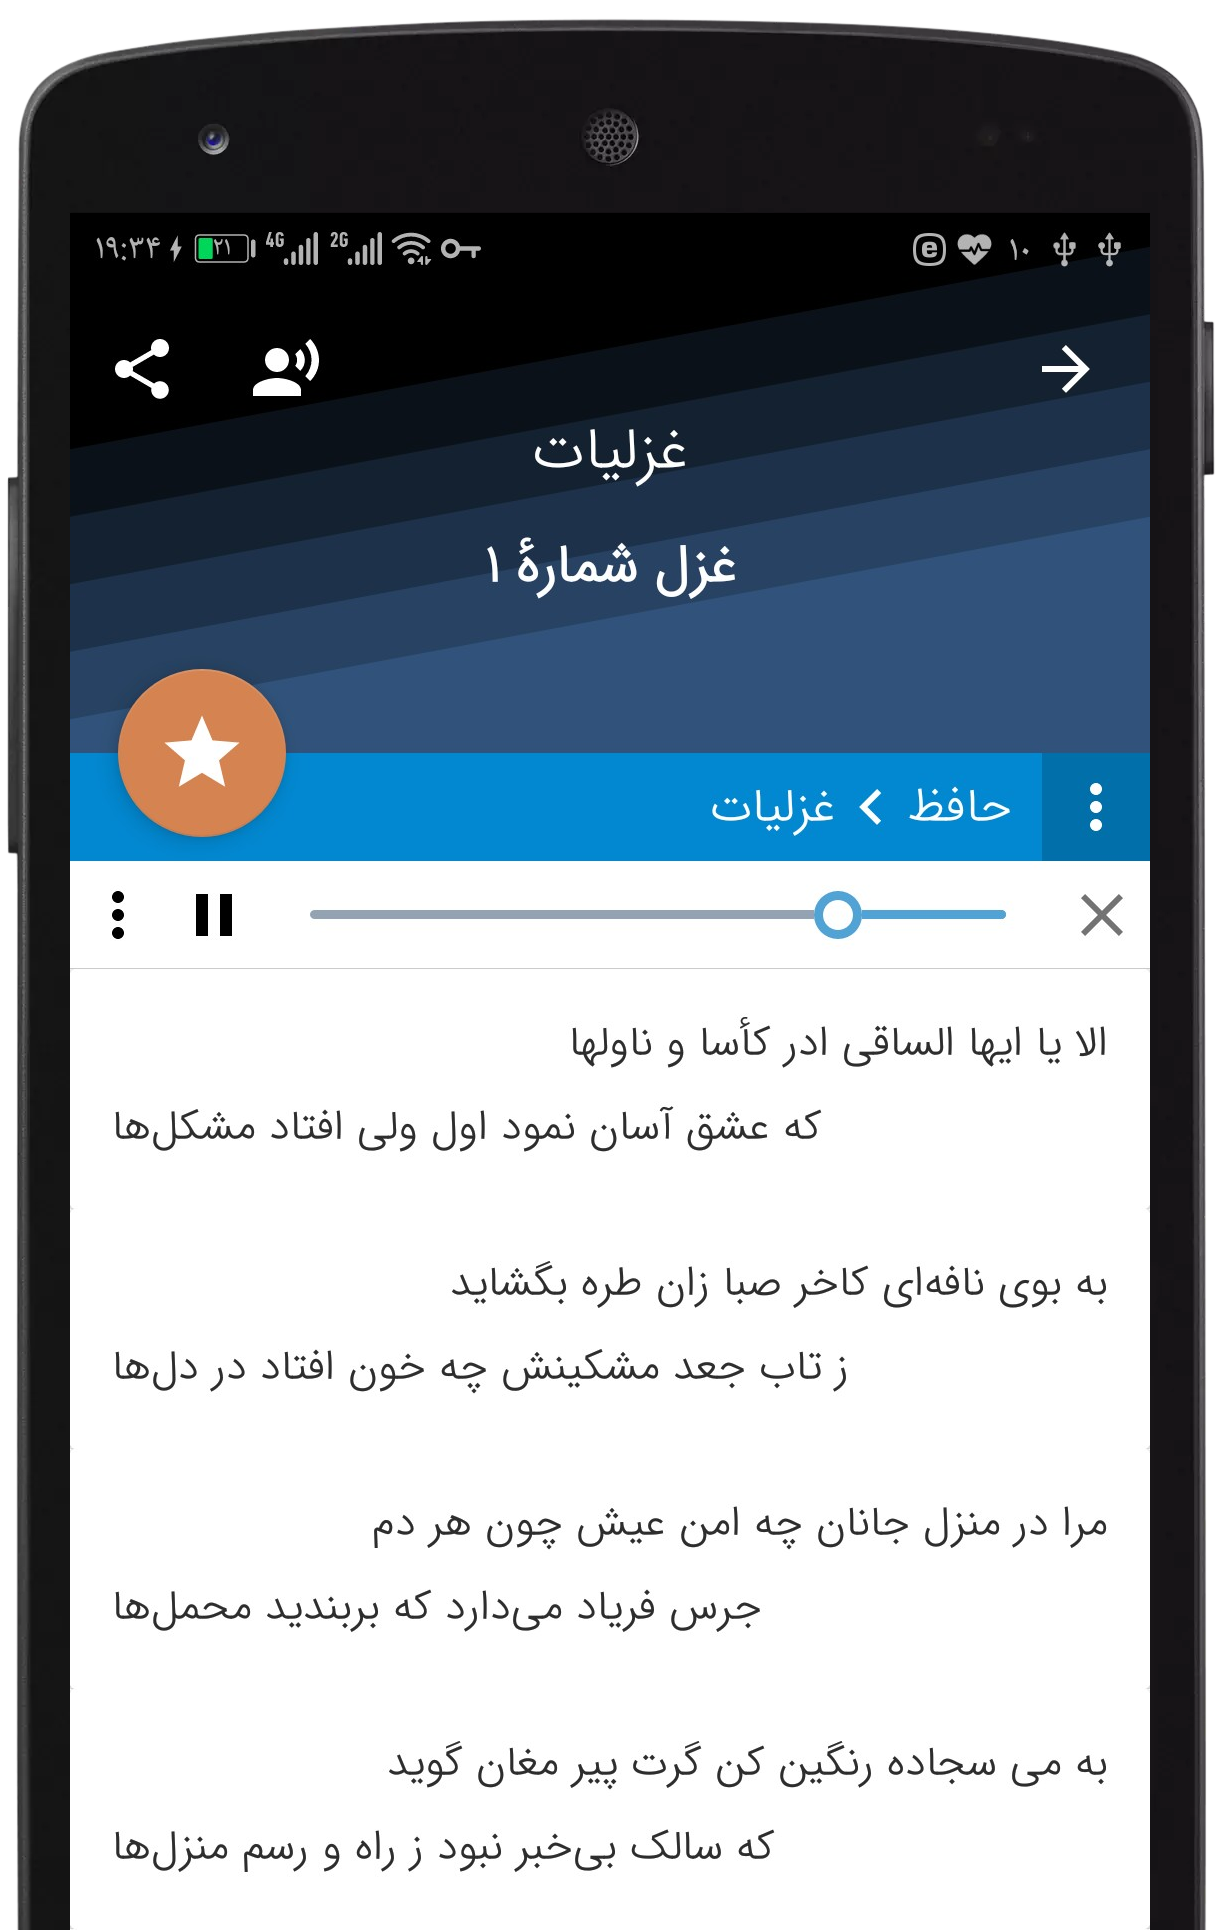 ۱۹:۳۴ ۲۱ 4G 2G ۱۰
غزلیات
غزل شمارهٔ ۱
حافظ › غزلیات
الا یا ایها الساقی ادر کأسا و ناولها
که عشق آسان نمود اول ولی افتاد مشکل‌ها
به بوی نافه‌ای کاخر صبا زان طره بگشاید
ز تاب جعد مشکینش چه خون افتاد در دل‌ها
مرا در منزل جانان چه امن عیش چون هر دم
جرس فریاد می‌دارد که بربندید محمل‌ها
به می سجاده رنگین کن گرت پیر مغان گوید
که سالک بی‌خبر نبود ز راه و رسم منزل‌ها